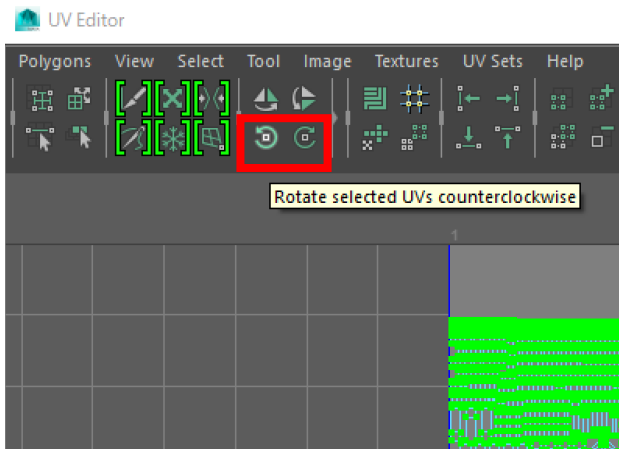 UV Editor
Polygons View Select Tool Image Textures UV Sets Help
Rotate selected UVs counterclockwise
1